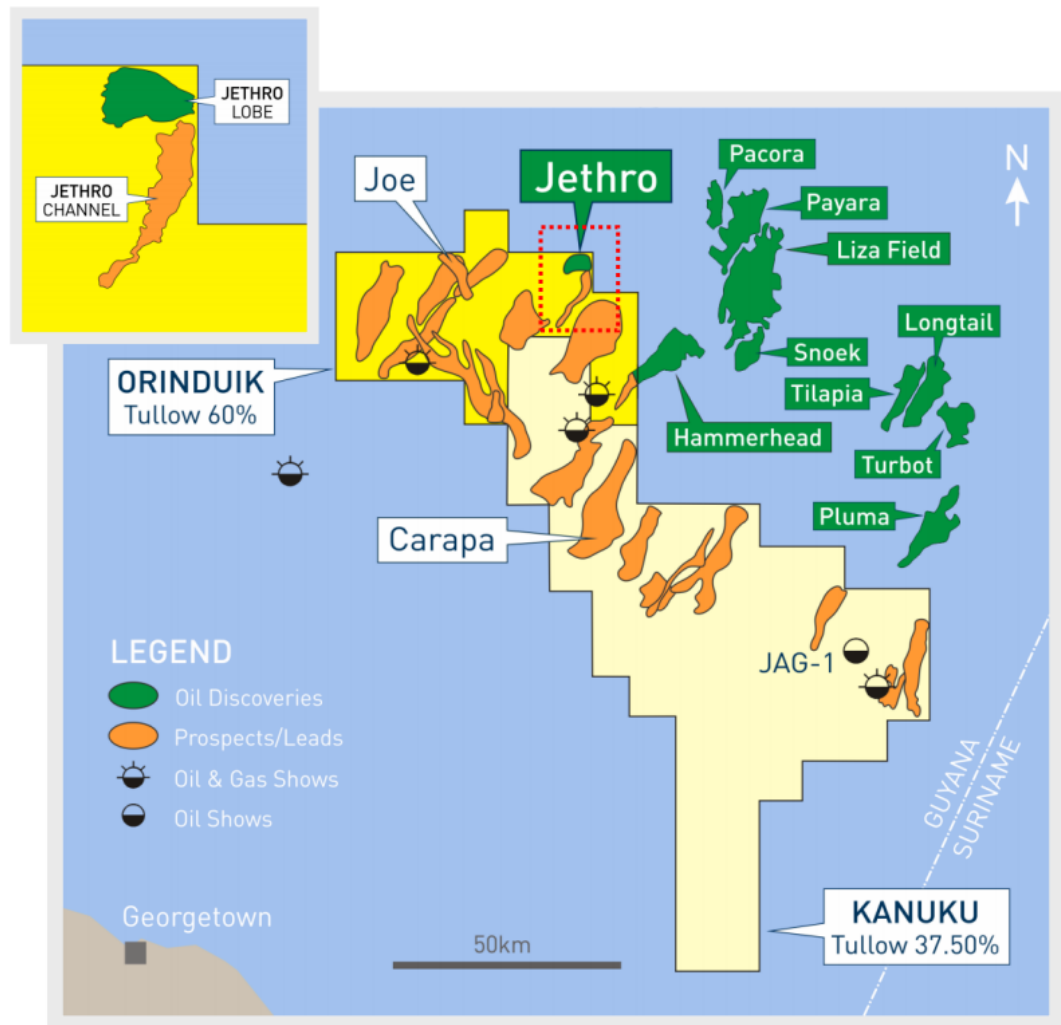 JETHRO
LOBE
JETHRO
CHANNEL
Joe
Jethro
Pacora
Payara
Liza Field
N
Longtail
Snoek
Tilapia
ORINDUIK
Tullow 60%
Hammerhead
Turbot
Pluma
Carapa
LEGEND
Oil Discoveries
Prospects/Leads
Oil & Gas Shows
Oil Shows
JAG-1
GUYANA
SURINAME
Georgetown
50km
KANUKU
Tullow 37.50%